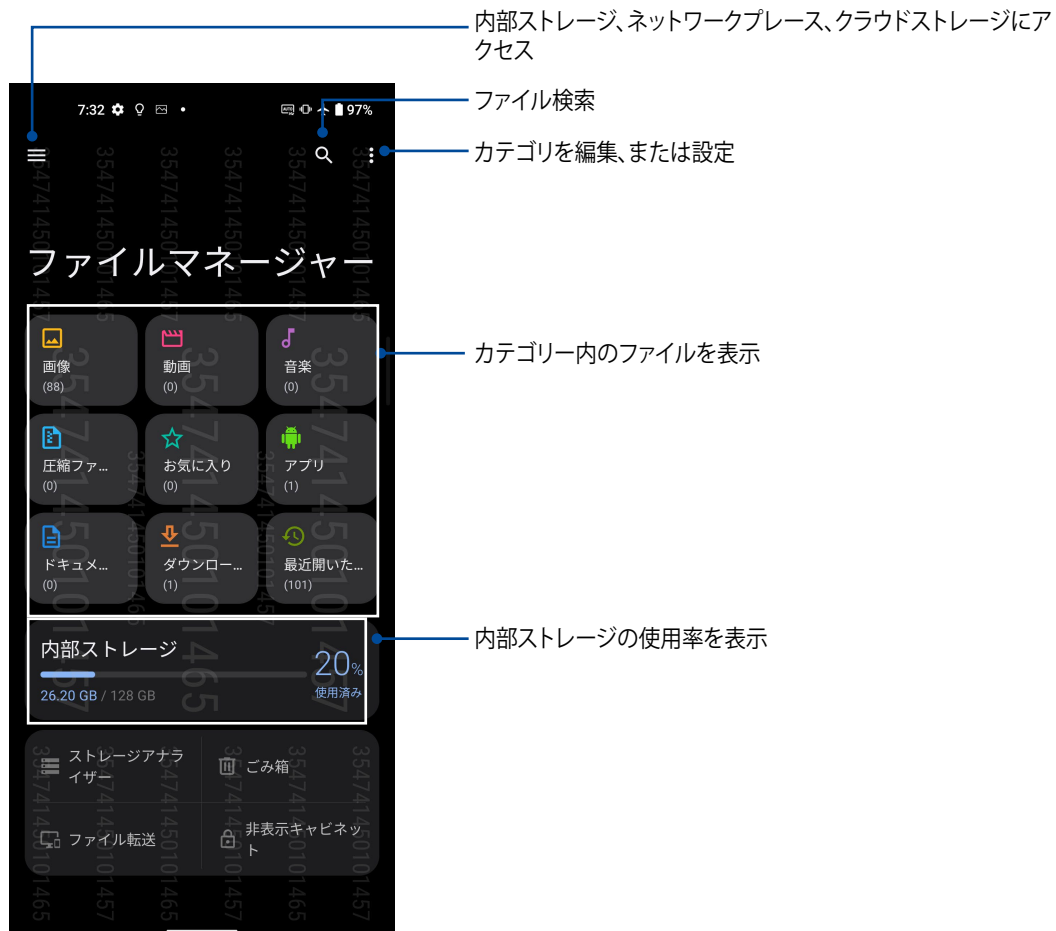 内部ストレージ、ネットワークプレース、クラウドストレージにア
クセス
ファイル検索
カテゴリを編集、または設定
カテゴリー内のファイルを表示
内部ストレージの使用率を表示
7:32
97%
ファイルマネージャー
画像
(88)
動画
(0)
音楽
(0)
圧縮ファ...
(0)
お気に入り
(0)
アプリ
(1)
ドキュメ...
(0)
ダウンロー...
(1)
最近開いた...
(101)
内部ストレージ
20%
使用済み
26.20 GB / 128 GB
ストレージアナラ
イザー
ごみ箱
ファイル転送
非表示キャビネッ
ト